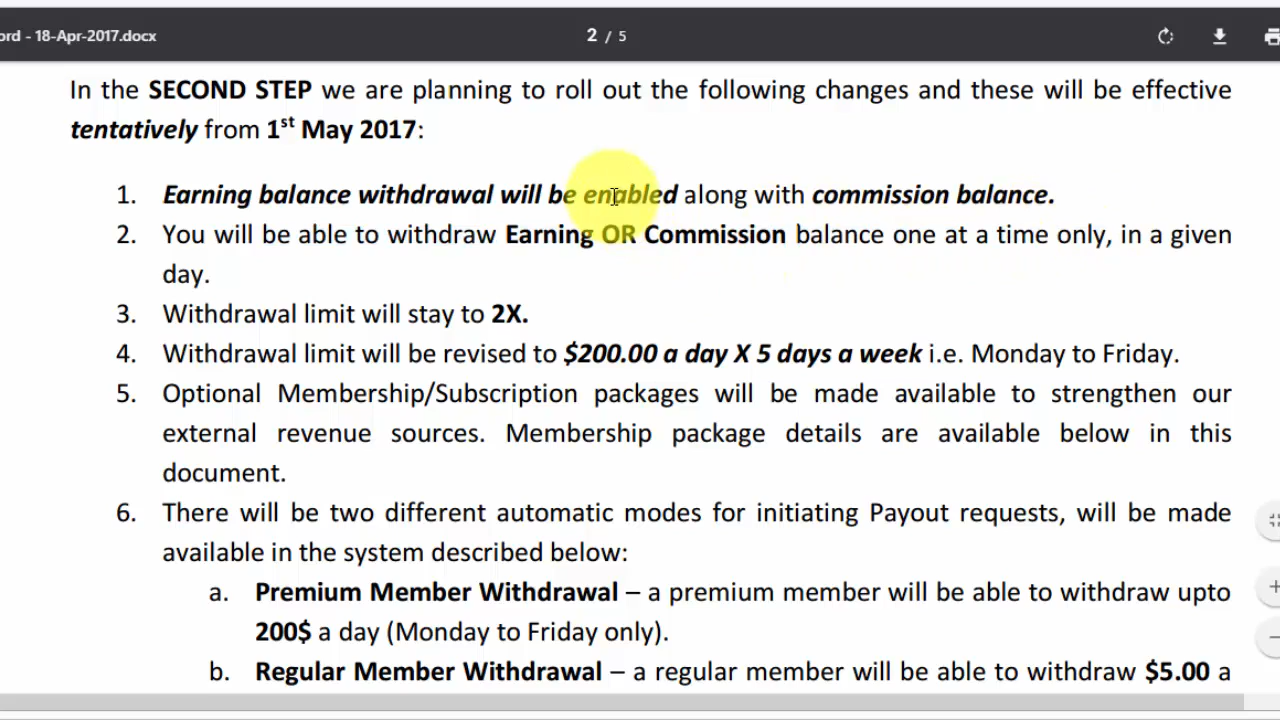 ord - 18-Apr-2017.docx
2 / 5
In the SECOND STEP we are planning to roll out the following changes and these will be effective
tentatively from 1st May 2017:
1. Earning balance withdrawal will be enabled along with commission balance.
2. You will be able to withdraw Earning OR Commission balance one at a time only, in a given
day.
3. Withdrawal limit will stay to 2X.
4. Withdrawal limit will be revised to $200.00 a day X 5 days a week i.e. Monday to Friday.
5. Optional Membership/Subscription packages will be made available to strengthen our
external revenue sources. Membership package details are available below in this
document.
6. There will be two different automatic modes for initiating Payout requests, will be made
available in the system described below:
a. Premium Member Withdrawal – a premium member will be able to withdraw upto
200$ a day (Monday to Friday only).
b. Regular Member Withdrawal – a regular member will be able to withdraw $5.00 a